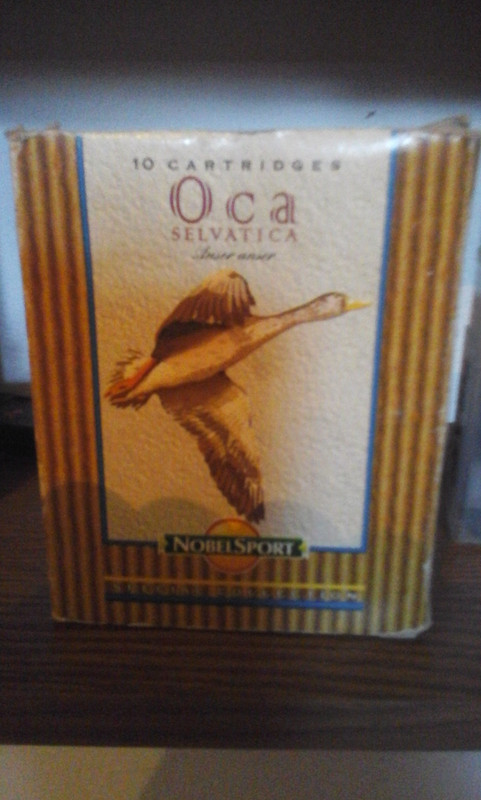 10 CARTRIDGES
Oca
SELVATICA
Anser anser
NOBELSPORT